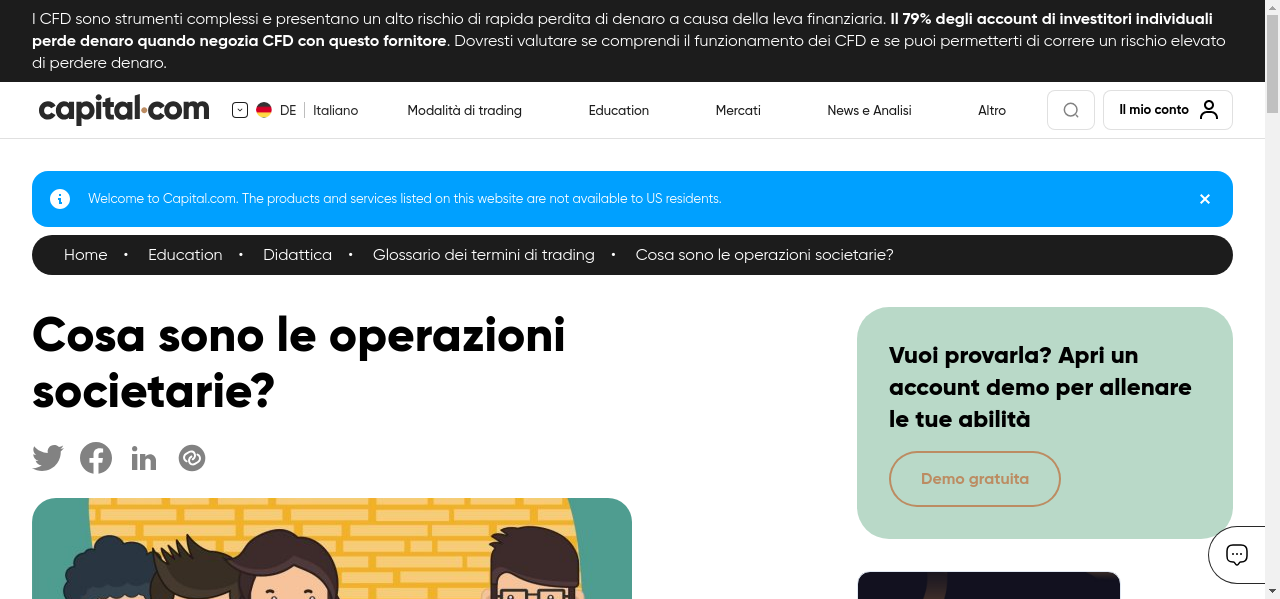 I CFD sono strumenti complessi e presentano un alto rischio di rapida perdita di denaro a causa della leva finanziaria. Il 79% degli account di investitori individuali
perde denaro quando negozia CFD con questo fornitore. Dovresti valutare se comprendi il funzionamento dei CFD e se puoi permetterti di correre un rischio elevato
di perdere denaro.
capital.com DE Italiano Modalità di trading Education Mercati News e Analisi Altro Il mio conto
Welcome to Capital.com. The products and services listed on this website are not available to US residents.
Home • Education • Didattica • Glossario dei termini di trading • Cosa sono le operazioni societarie?
Cosa sono le operazioni
societarie?
Vuoi provarla? Apri un
account demo per allenare
le tue abilità
Demo gratuita